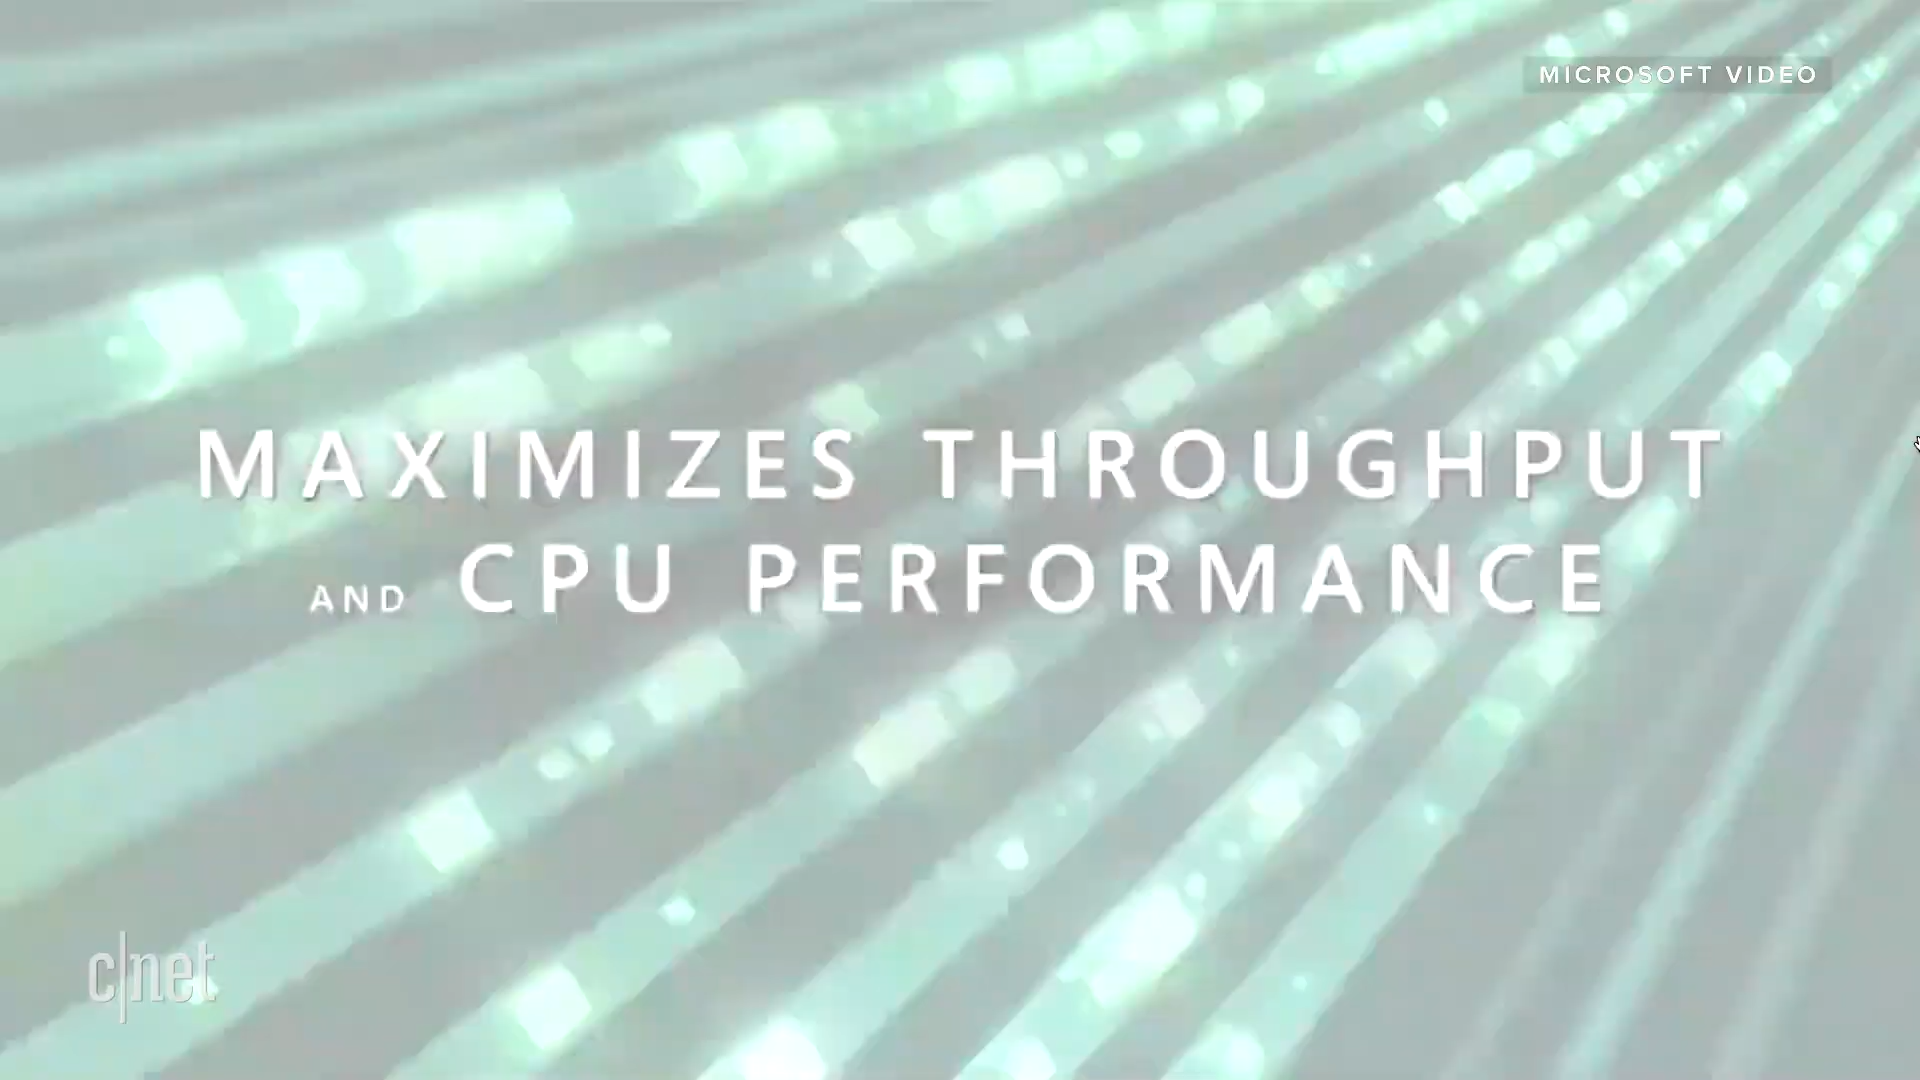 MICROSOFT VIDEO
MAXIMIZES THROUGHPUT
AND CPU PERFORMANCE
c|net